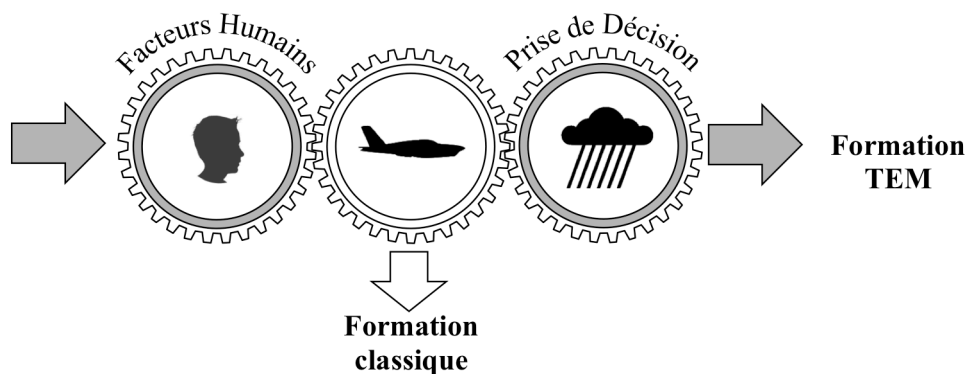 Facteurs Humains
Prise de Décision
Formation
TEM
Formation
classique